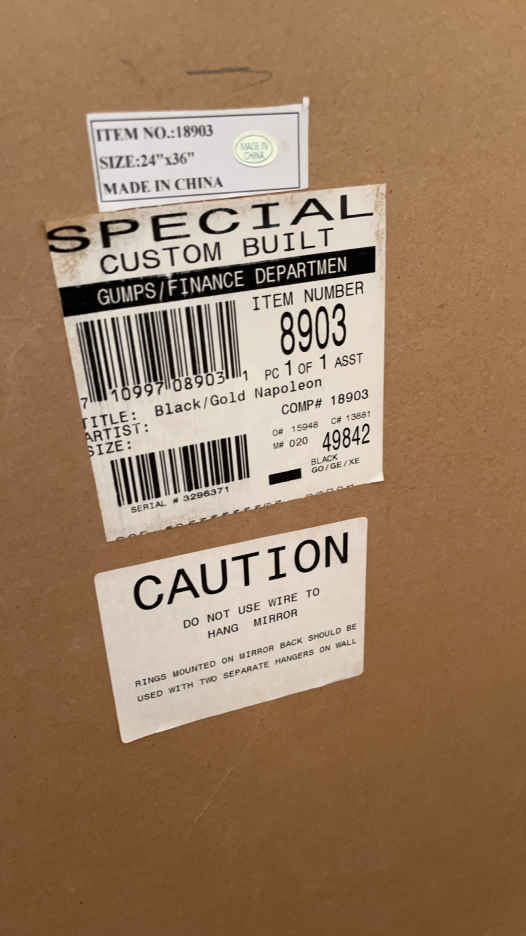 ITEM NO.:18903
SIZE:24"x36"
MADE IN CHINA
MADE IN
CHINA
SPECIAL
CUSTOM BUILT
GUMPS/FINANCE DEPARTMEN
ITEM NUMBER
8903
PC 1 OF 1 ASST
7 10997 08903 1
TITLE: Black/Gold Napoleon
ARTIST:
SIZE:
COMP# 18903
O# 15948 C# 13881
M# 020 49842
BLACK
GO/GE/XE
SERIAL # 3296371
CAUTION
DO NOT USE WIRE TO
HANG MIRROR
RINGS MOUNTED ON MIRROR BACK SHOULD BE
USED WITH TWO SEPARATE HANGERS ON WALL